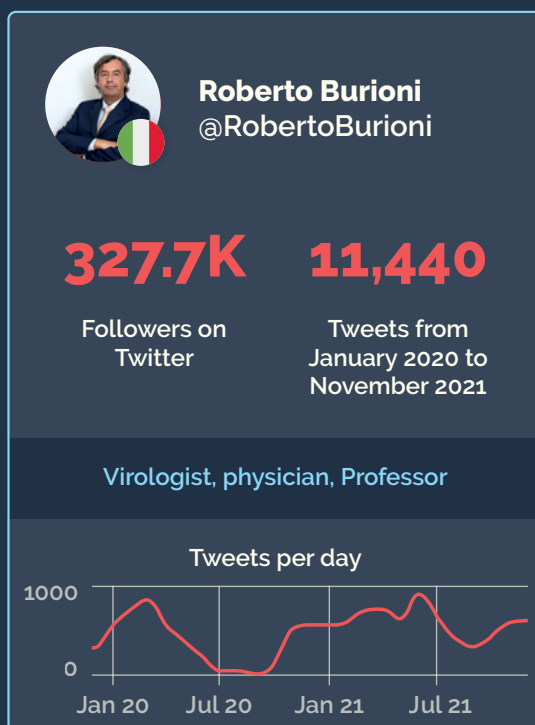 Roberto Burioni
@RobertoBurioni
327.7K
11,440
Followers on
Twitter
Tweets from
January 2020 to
November 2021
Virologist, physician, Professor
Tweets per day
1000
0
Jan 20 Jul 20 Jan 21 Jul 21